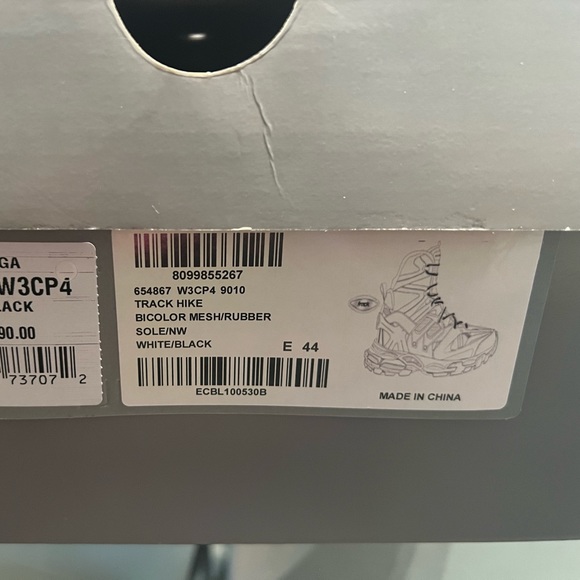 GA
W3CP4
ACK
90.00
73707 2
8099855267
654867 W3CP4 9010
TRACK HIKE
BICOLOR MESH/RUBBER
SOLE/NW
WHITE/BLACK
E 44
ECBL100530B
MADE IN CHINA